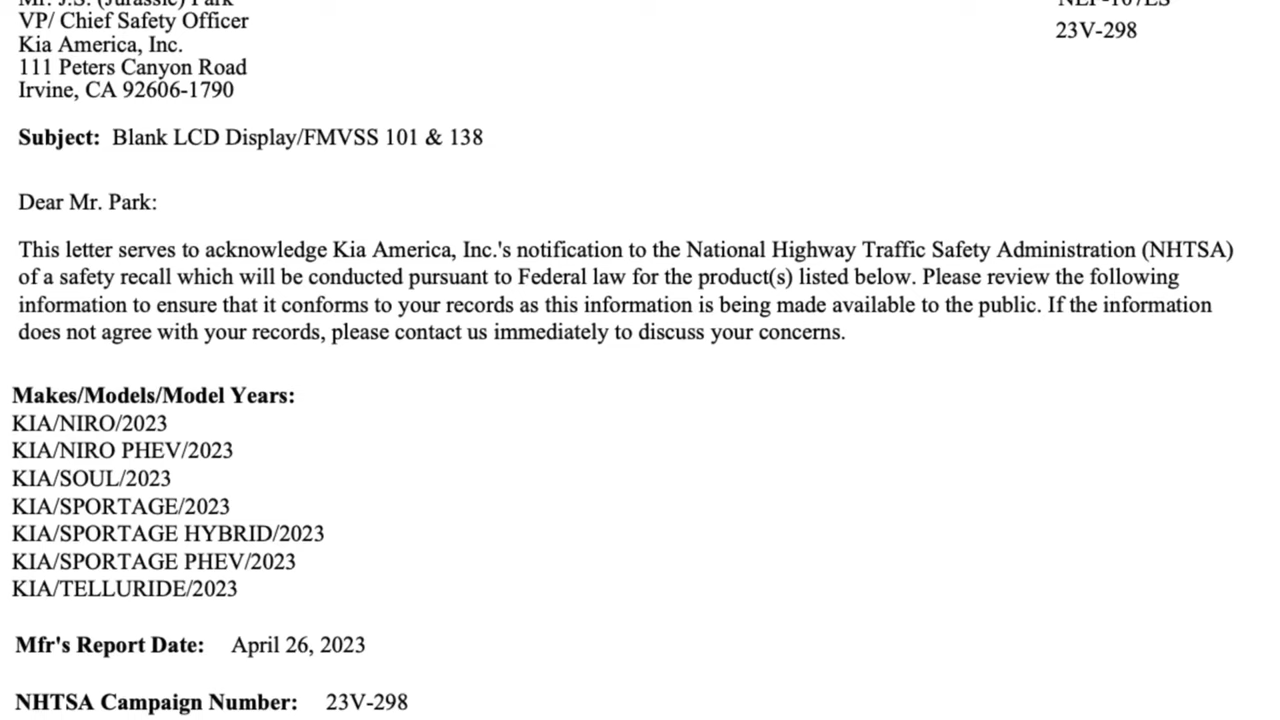 Mr. J.S. (Jurassic) Park
VP/ Chief Safety Officer
Kia America, Inc.
111 Peters Canyon Road
Irvine, CA 92606-1790
23V-298
Subject: Blank LCD Display/FMVSS 101 & 138
Dear Mr. Park:
This letter serves to acknowledge Kia America, Inc.'s notification to the National Highway Traffic Safety Administration (NHTSA)
of a safety recall which will be conducted pursuant to Federal law for the product(s) listed below. Please review the following
information to ensure that it conforms to your records as this information is being made available to the public. If the information
does not agree with your records, please contact us immediately to discuss your concerns.
Makes/Models/Model Years:
KIA/NIRO/2023
KIA/NIRO PHEV/2023
KIA/SOUL/2023
KIA/SPORTAGE/2023
KIA/SPORTAGE HYBRID/2023
KIA/SPORTAGE PHEV/2023
KIA/TELLURIDE/2023
Mfr's Report Date: April 26, 2023
NHTSA Campaign Number: 23V-298